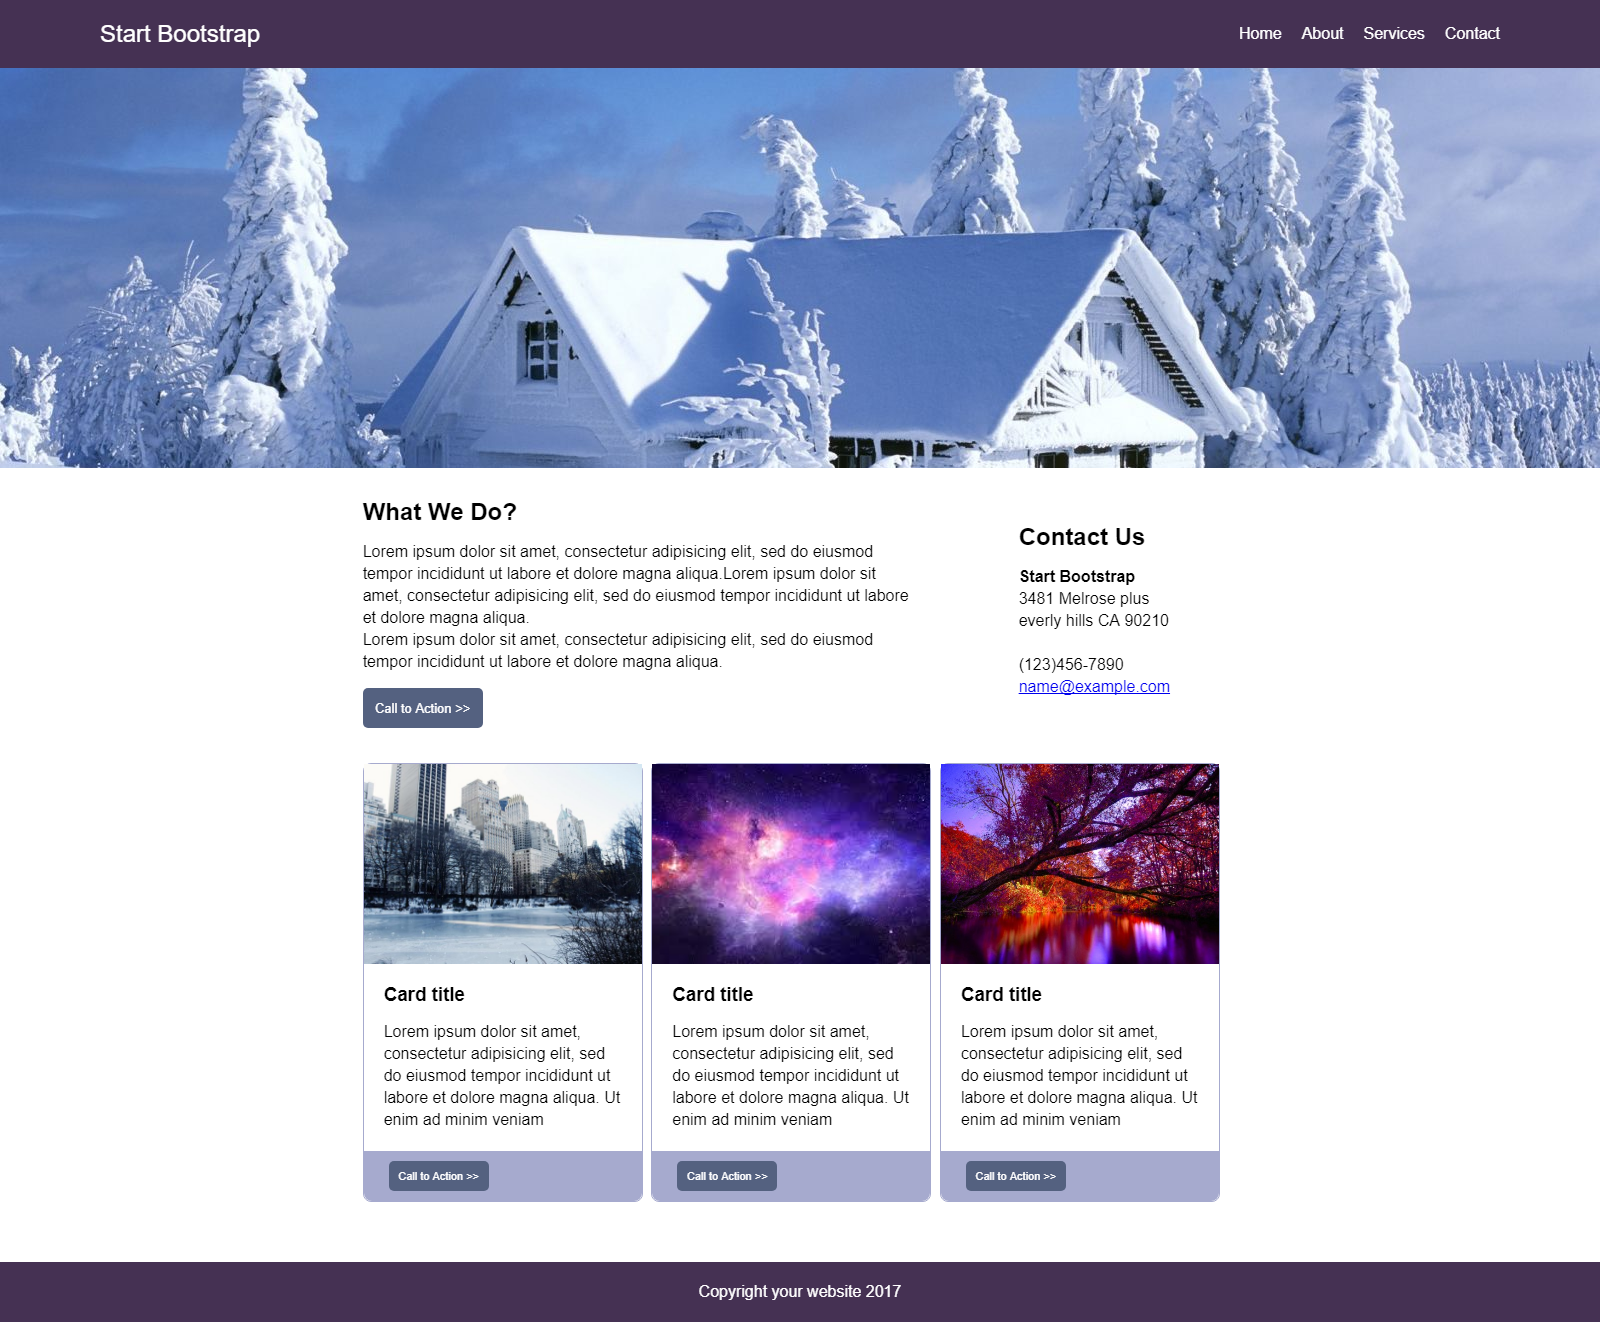 Start Bootstrap
Home About Services Contact
What We Do?
Lorem ipsum dolor sit amet, consectetur adipisicing elit, sed do eiusmod
tempor incididunt ut labore et dolore magna aliqua.Lorem ipsum dolor sit
amet, consectetur adipisicing elit, sed do eiusmod tempor incididunt ut labore
et dolore magna aliqua.
Lorem ipsum dolor sit amet, consectetur adipisicing elit, sed do eiusmod
tempor incididunt ut labore et dolore magna aliqua.
Call to Action >>
Contact Us
Start Bootstrap
3481 Melrose plus
everly hills CA 90210
(123)456-7890
name@example.com
Card title
Lorem ipsum dolor sit amet,
consectetur adipisicing elit, sed
do eiusmod tempor incididunt ut
labore et dolore magna aliqua. Ut
enim ad minim veniam
Call to Action >>
Card title
Lorem ipsum dolor sit amet,
consectetur adipisicing elit, sed
do eiusmod tempor incididunt ut
labore et dolore magna aliqua. Ut
enim ad minim veniam
Call to Action >>
Card title
Lorem ipsum dolor sit amet,
consectetur adipisicing elit, sed
do eiusmod tempor incididunt ut
labore et dolore magna aliqua. Ut
enim ad minim veniam
Call to Action >>
Copyright your website 2017